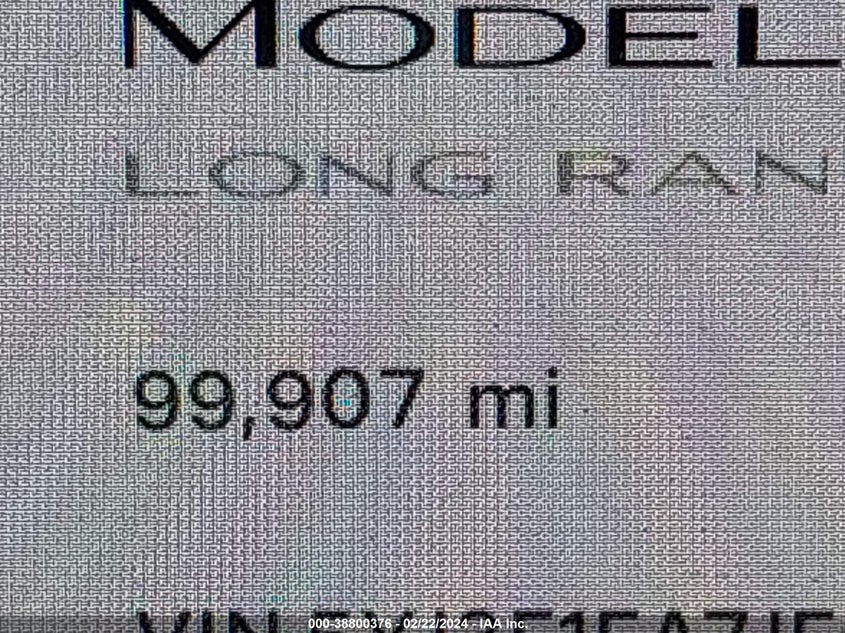 MODEL
LONG RAN
99,907 mi
000-38800376 - 02/22/2024 - IAA Inc.